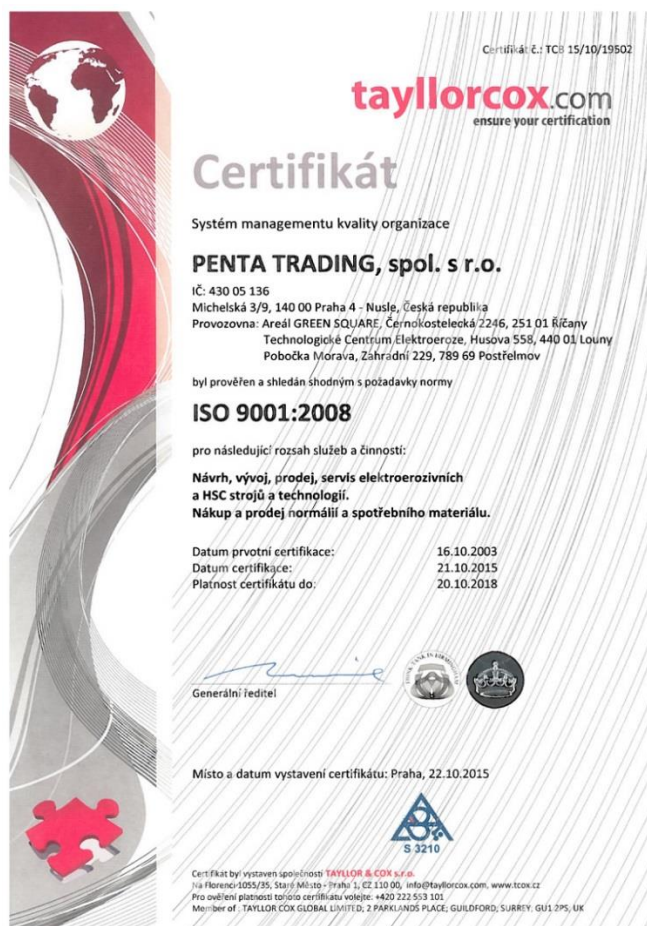 Certifikát č.: TCB 15/10/19502
tayllorcox.com
ensure your certification
Certifikát
Systém managementu kvality organizace
PENTA TRADING, spol. s r.o.
IČ: 430 05 136
Michelská 3/9, 140 00 Praha 4 - Nusle, Česká republika
Provozovna: Areál GREEN SQUARE, Černokostelecká 2246, 251 01 Říčany
Technologické Centrum Elektroeroze, Husova 558, 440 01 Louny
Pobočka Morava, Zahradní 229, 789 69 Postřelmov
byl prověřen a shledán shodným s požadavky normy
ISO 9001:2008
pro následující rozsah služeb a činností:
Návrh, vývoj, prodej, servis elektroerozivních
a HSC strojů a technologií.
Nákup a prodej normálií a spotřebního materiálu.
Datum prvotní certifikace: 16.10.2003
Datum certifikace: 21.10.2015
Platnost certifikátu do: 20.10.2018
Generální ředitel
Místo a datum vystavení certifikátu: Praha, 22.10.2015
S 3210
Certifikát byl vystaven společností TAYLLOR & COX s.r.o.
Na Florenci 1055/35, Staré Město - Praha 1, CZ 110 00, info@tayllorcox.com, www.tcox.cz
Pro ověření platnosti tohoto certifikátu volejte: +420 222 553 101
Member of : TAYLLOR COX GLOBAL LIMITED; 2 PARKLANDS PLACE; GUILDFORD; SURREY; GU1 2PS, UK